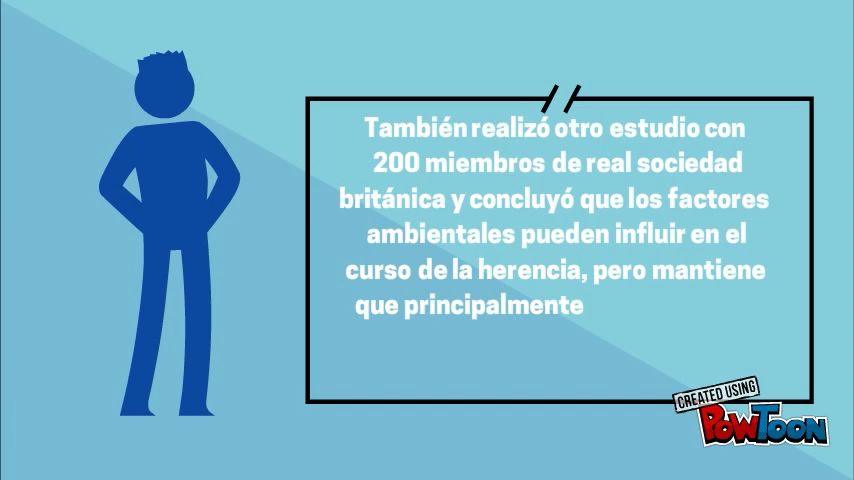 También realizó otro estudio con
200 miembros de real sociedad
británica y concluyó que los factores
ambientales pueden influir en el
curso de la herencia, pero mantiene
que principalmente
CREATED USING
POWTOON